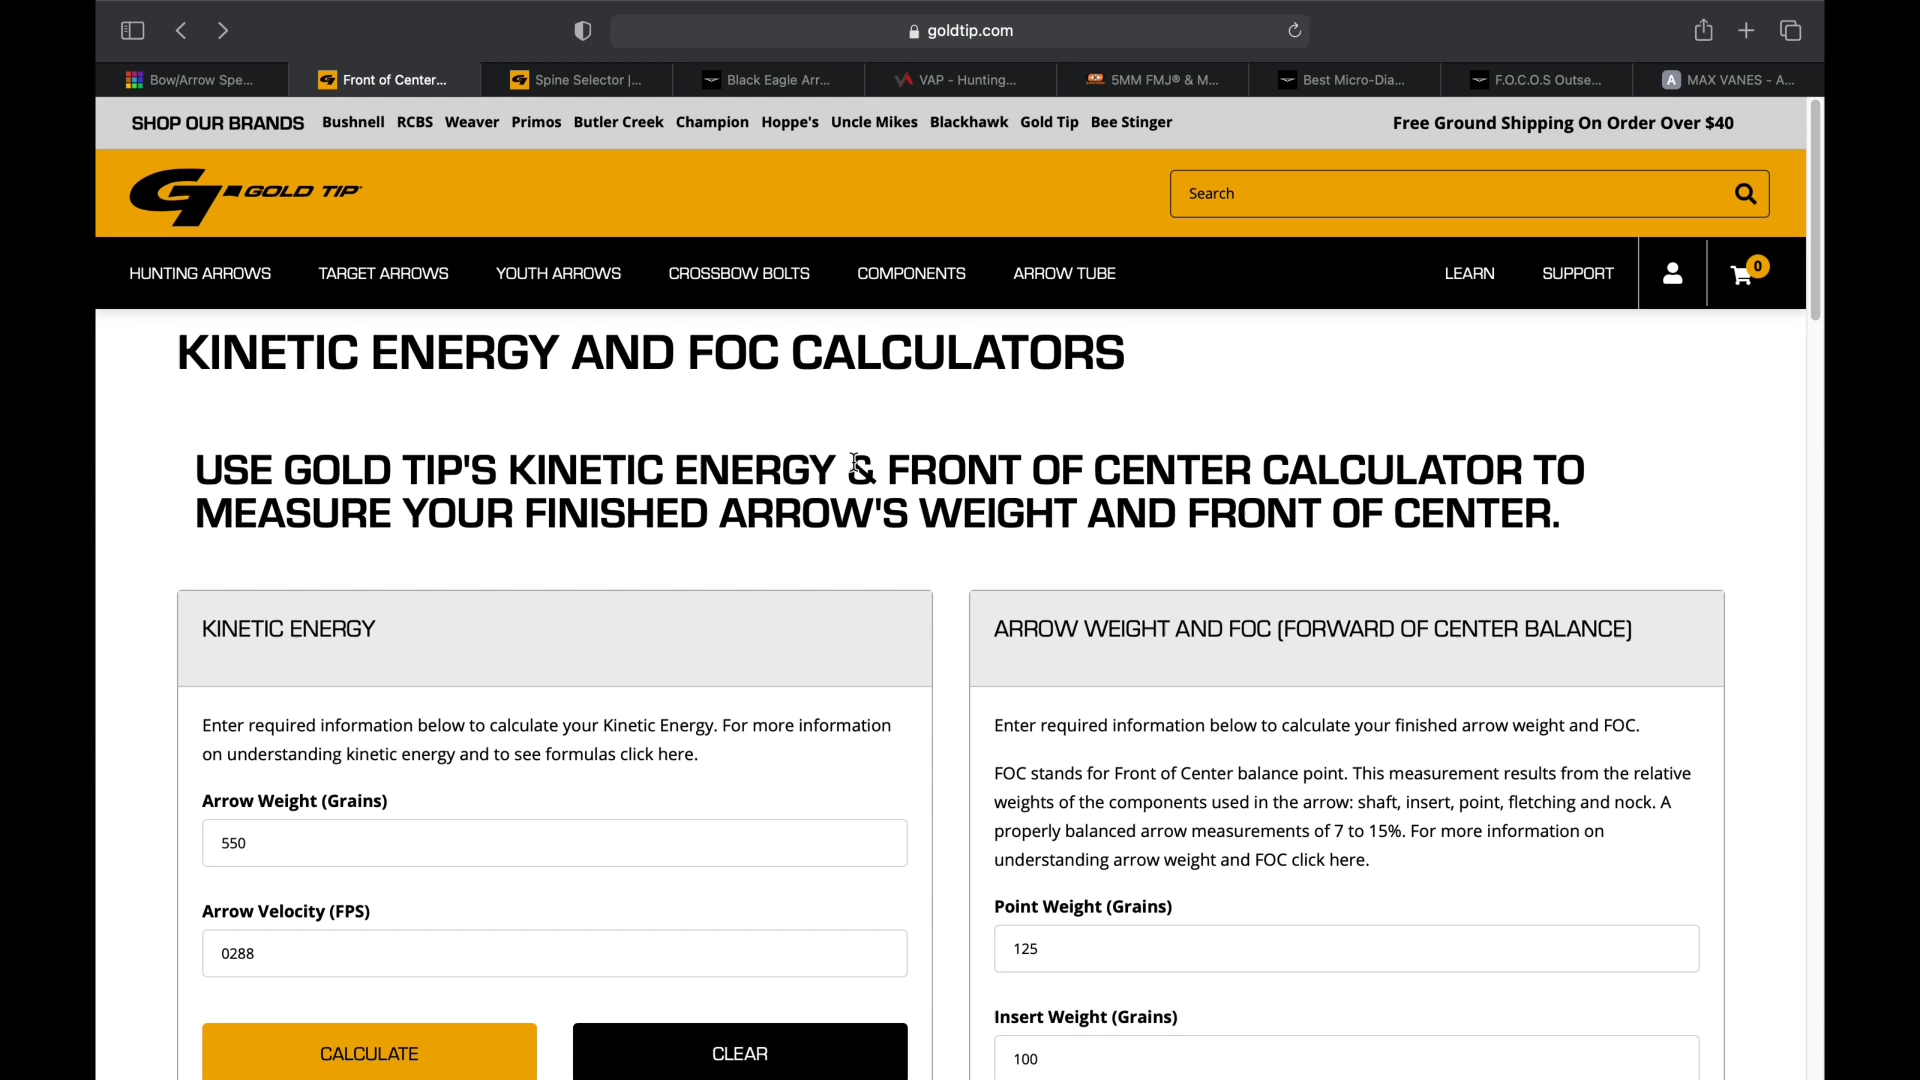 goldtip.com
Bow/Arrow Spe...
Front of Center...
Spine Selector |...
Black Eagle Arr...
VAP - Hunting...
5MM FMJ® & M...
Best Micro-Dia...
F.O.C.O.S Outse...
A
MAX VANES - A...
SHOP OUR BRANDS Bushnell RCBS Weaver Primos Butler Creek Champion Hoppe's Uncle Mikes Blackhawk Gold Tip Bee Stinger
Free Ground Shipping On Order Over $40
GOLD TIP
Search
HUNTING ARROWS TARGET ARROWS YOUTH ARROWS CROSSBOW BOLTS COMPONENTS ARROW TUBE LEARN SUPPORT 0
KINETIC ENERGY AND FOC CALCULATORS
USE GOLD TIP'S KINETIC ENERGY & FRONT OF CENTER CALCULATOR TO
MEASURE YOUR FINISHED ARROW'S WEIGHT AND FRONT OF CENTER.
KINETIC ENERGY
Enter required information below to calculate your Kinetic Energy. For more information
on understanding kinetic energy and to see formulas click here.
Arrow Weight (Grains)
550
Arrow Velocity (FPS)
0288
CALCULATE
CLEAR
ARROW WEIGHT AND FOC (FORWARD OF CENTER BALANCE)
Enter required information below to calculate your finished arrow weight and FOC.
FOC stands for Front of Center balance point. This measurement results from the relative
weights of the components used in the arrow: shaft, insert, point, fletching and nock. A
properly balanced arrow measurements of 7 to 15%. For more information on
understanding arrow weight and FOC click here.
Point Weight (Grains)
125
Insert Weight (Grains)
100